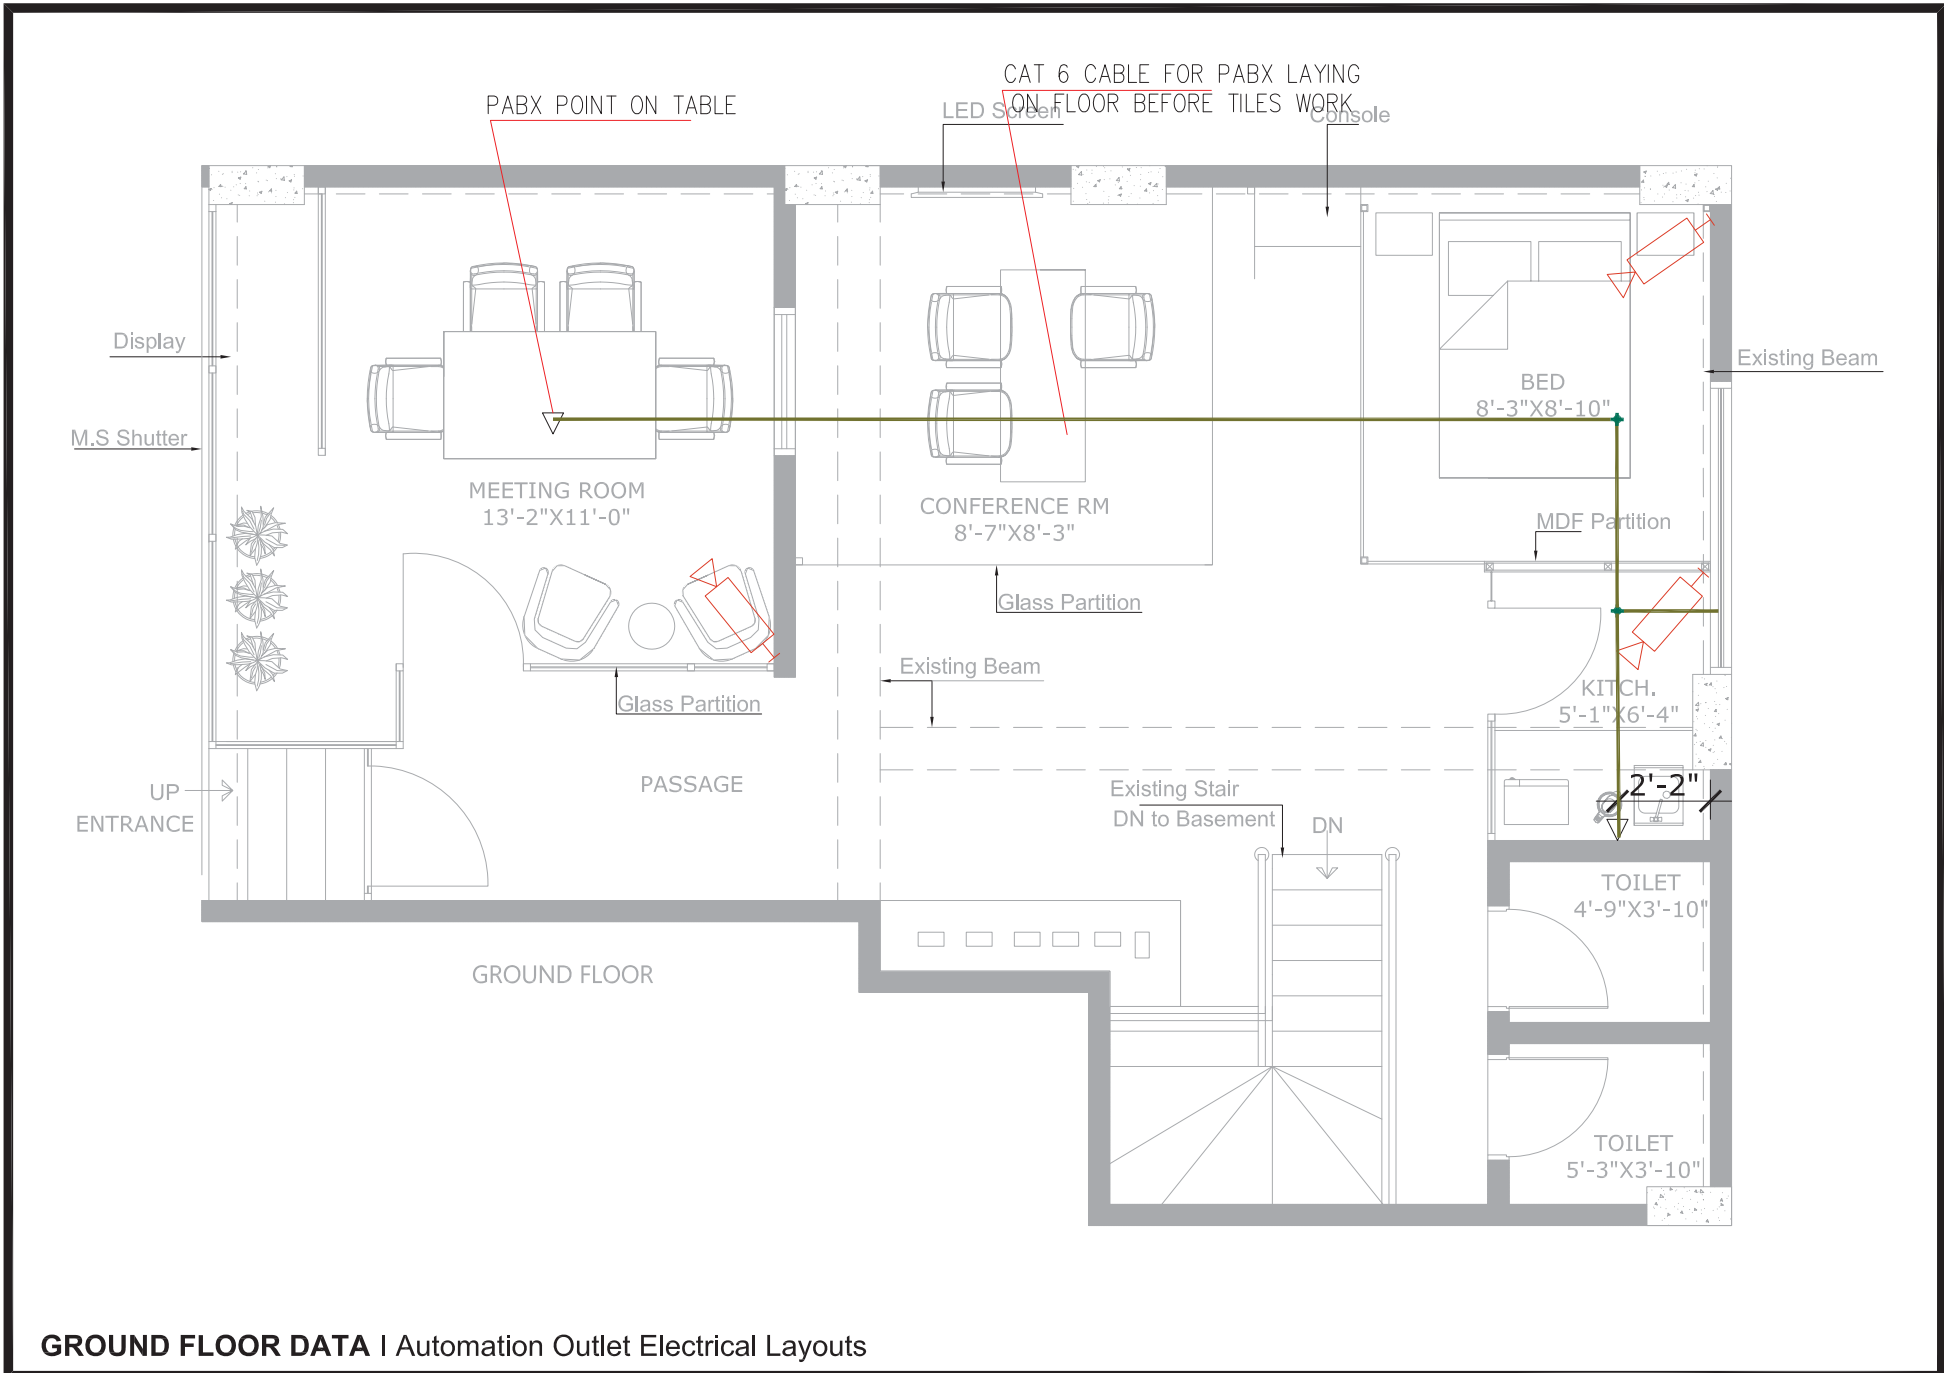 CAT 6 CABLE FOR PABX LAYING
ON FLOOR BEFORE TILES WORK
PABX POINT ON TABLE
LED Screen
Console
Display
M.S Shutter
Existing Beam
BED
8'-3"X8'-10"
MEETING ROOM
13'-2"X11'-0"
CONFERENCE RM
8'-7"X8'-3"
MDF Partition
Glass Partition
Existing Beam
Glass Partition
KITCH.
5'-1"X6'-4"
UP
ENTRANCE
PASSAGE
Existing Stair
DN to Basement
DN
2'-2"
TOILET
4'-9"X3'-10"
GROUND FLOOR
TOILET
5'-3"X3'-10"
GROUND FLOOR DATA I Automation Outlet Electrical Layouts